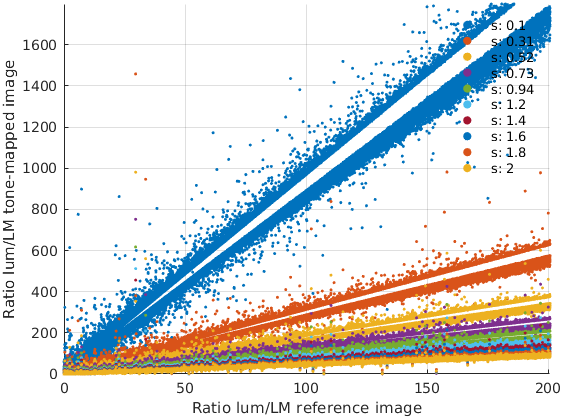 1600
1400
1200
1000
800
600
400
200
0
0
50
100
150
200
Ratio lum/LM reference image
Ratio lum/LM tone-mapped image
s: 0.1
s: 0.31
s: 0.52
s: 0.73
s: 0.94
s: 1.2
s: 1.4
s: 1.6
s: 1.8
s: 2